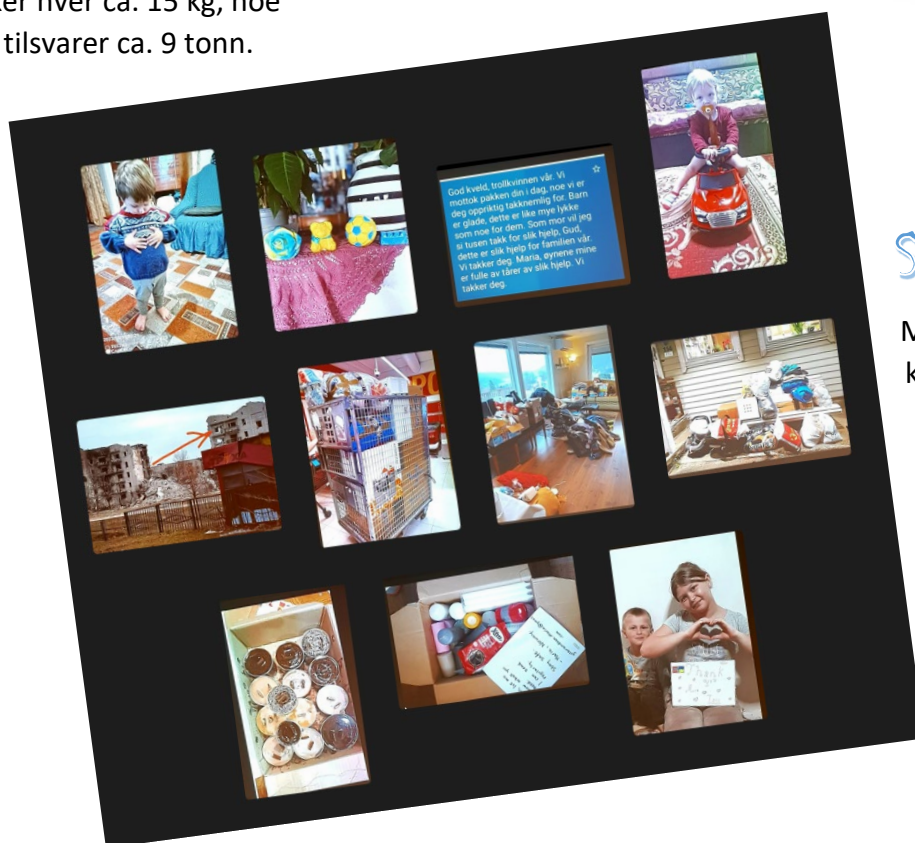 er hver ca. 15 kg, noe
tilsvarer ca. 9 tonn.
God kveld, trollkvinnen vår. Vi
mottok pakken din i dag, noe vi er
deg oppriktig takknemlig for. Barn
er glade, dette er like mye lykke
som noe for dem. Som mor vil jeg
si tusen takk for slik hjelp, Gud,
dette er slik hjelp for familien vår.
Vi takker deg. Maria, øynene mine
er fulle av tårer av slik hjelp. Vi
takker deg.
M
k
Thank
you